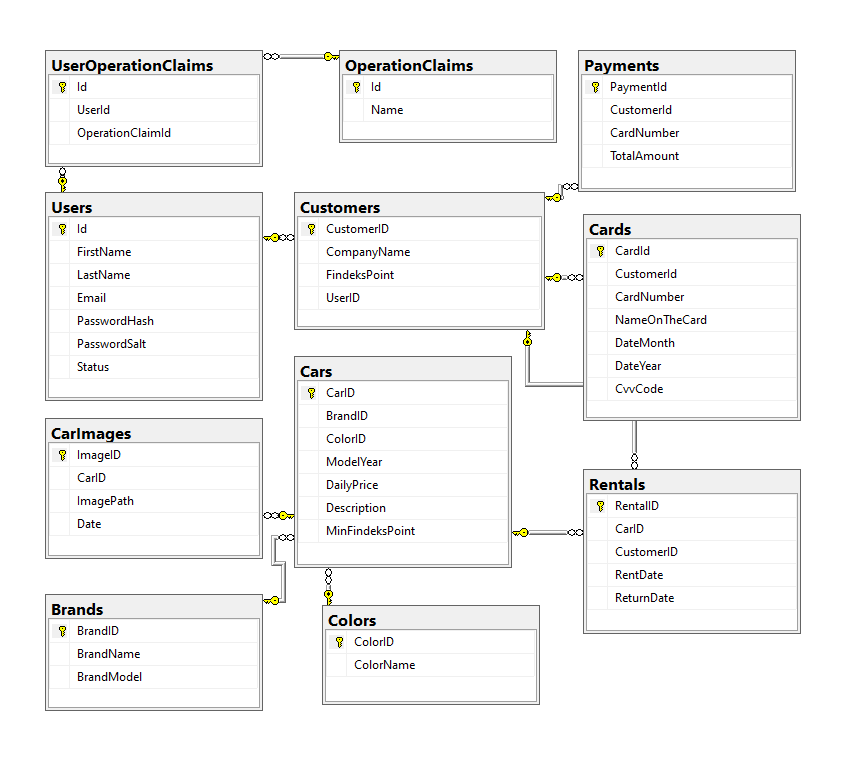 UserOperationClaims
Id
UserId
OperationClaimId
OperationClaims
Id
Name
Payments
PaymentId
CustomerId
CardNumber
TotalAmount
Users
Id
FirstName
LastName
Email
PasswordHash
PasswordSalt
Status
Customers
CustomerID
CompanyName
FindeksPoint
UserID
Cards
CardId
CustomerId
CardNumber
NameOnTheCard
DateMonth
DateYear
CvvCode
Cars
CarID
BrandID
ColorID
ModelYear
DailyPrice
Description
MinFindeksPoint
CarImages
ImageID
CarID
ImagePath
Date
Rentals
RentalID
CarID
CustomerID
RentDate
ReturnDate
Brands
BrandID
BrandName
BrandModel
Colors
ColorID
ColorName